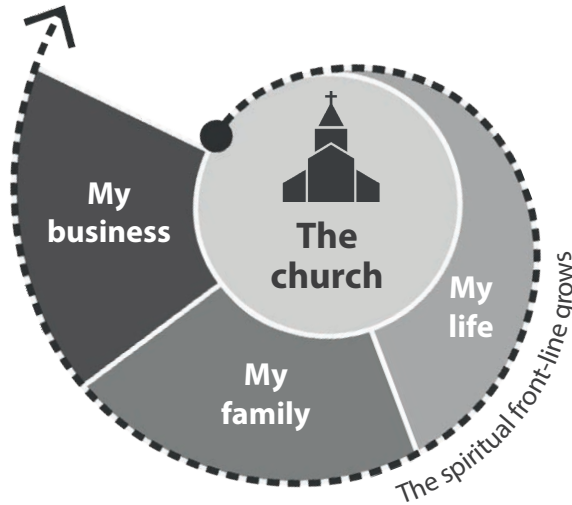 The
church
My
life
My
family
My
business
The spiritual front-line grows